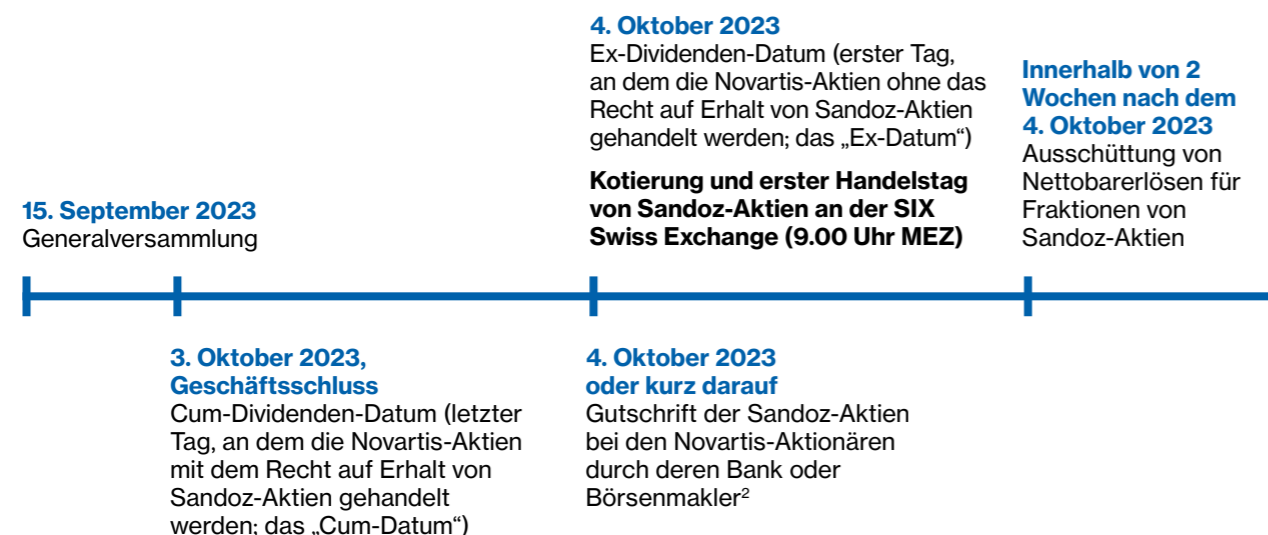 15. September 2023
Generalversammlung
3. Oktober 2023,
Geschäftsschluss
Cum-Dividenden-Datum (letzter
Tag, an dem die Novartis-Aktien
mit dem Recht auf Erhalt von
Sandoz-Aktien gehandelt
werden; das „Cum-Datum“)
4. Oktober 2023
Ex-Dividenden-Datum (erster Tag,
an dem die Novartis-Aktien ohne das
Recht auf Erhalt von Sandoz-Aktien
gehandelt werden; das „Ex-Datum“)
Kotierung und erster Handelstag
von Sandoz-Aktien an der SIX
Swiss Exchange (9.00 Uhr MEZ)
4. Oktober 2023
oder kurz darauf
Gutschrift der Sandoz-Aktien
bei den Novartis-Aktionären
durch deren Bank oder
Börsenmakler²
Innerhalb von 2
Wochen nach dem
4. Oktober 2023
Ausschüttung von
Nettobarerlösen für
Fraktionen von
Sandoz-Aktien